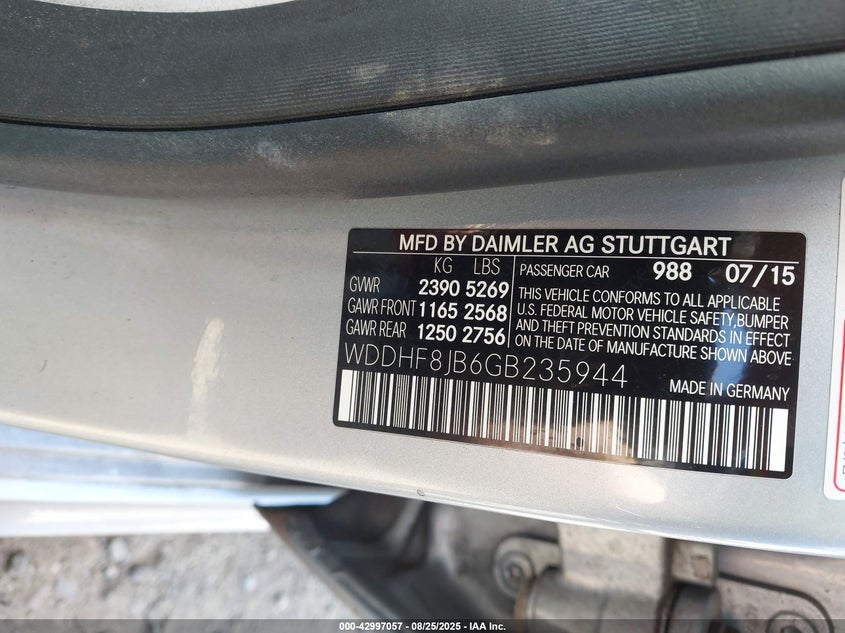 MFD BY DAIMLER AG STUTTGART
KG LBS
GVWR 2390 5269
GAWR FRONT 1165 2568
GAWR REAR 1250 2756
PASSENGER CAR 988 07/15
THIS VEHICLE CONFORMS TO ALL APPLICABLE
U.S. FEDERAL MOTOR VEHICLE SAFETY,BUMPER
AND THEFT PREVENTION STANDARDS IN EFFECT
ON THE DATE OF MANUFACTURE SHOWN ABOVE
WDDHF8JB6GB235944
MADE IN GERMANY
000-42997057 - 08/25/2025 - IAA Inc.